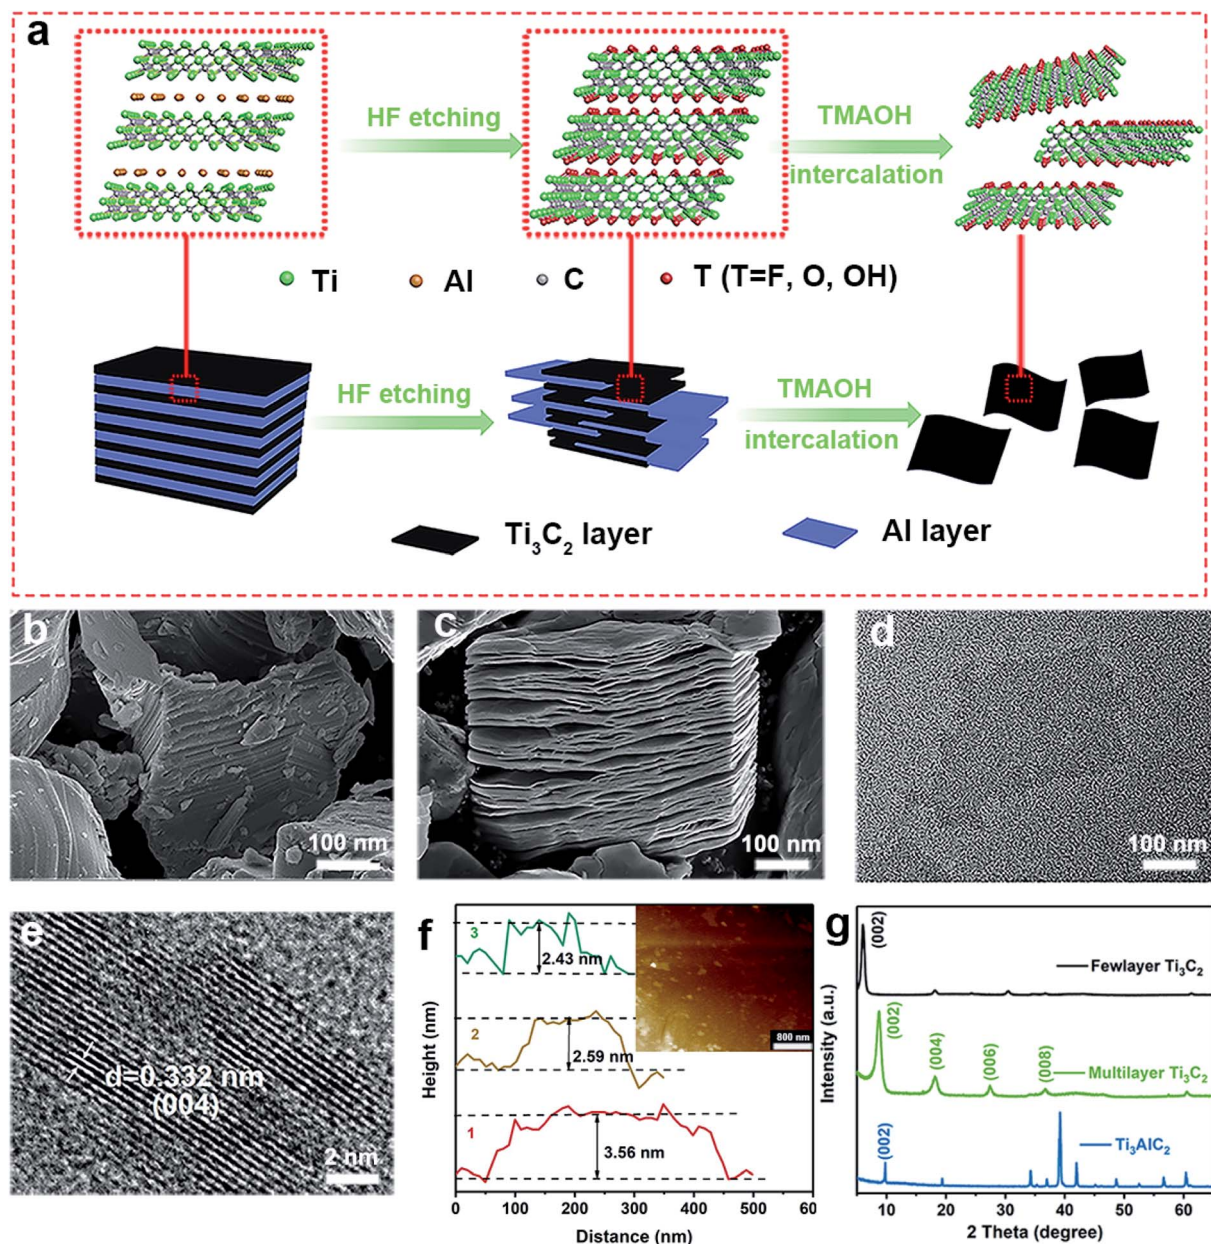 a
HF etching
TMAOH
intercalation
Ti
Al
C
T (T=F, O, OH)
HF etching
TMAOH
intercalation
Ti₃C₂ layer
Al layer
b
100 nm
c
100 nm
d
100 nm
e
d=0.332 nm
(004)
2 nm
f
Height (nm)
3
2.43 nm
2
2.59 nm
1
3.56 nm
800 nm
0 100 200 300 400 500 60
Distance (nm)
g
Intensity (a.u.)
(002)
Fewlayer Ti₃C₂
(002)
(004)
(006)
(008)
Multilayer Ti₃C₂
(002)
Ti₃AlC₂
10 20 30 40 50 60
2 Theta (degree)